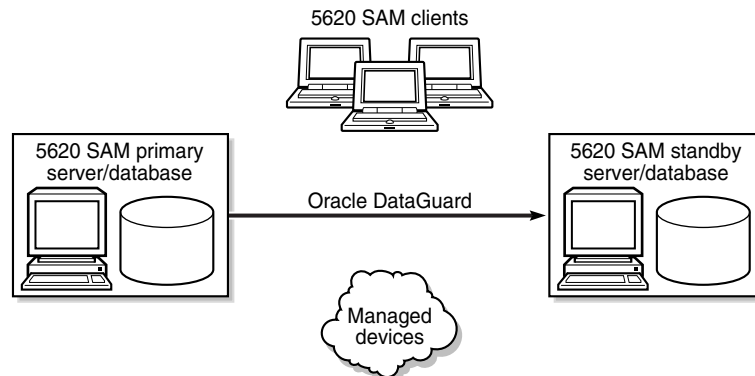 5620 SAM clients
5620 SAM primary
server/database
5620 SAM standby
server/database
Oracle DataGuard
Managed
devices